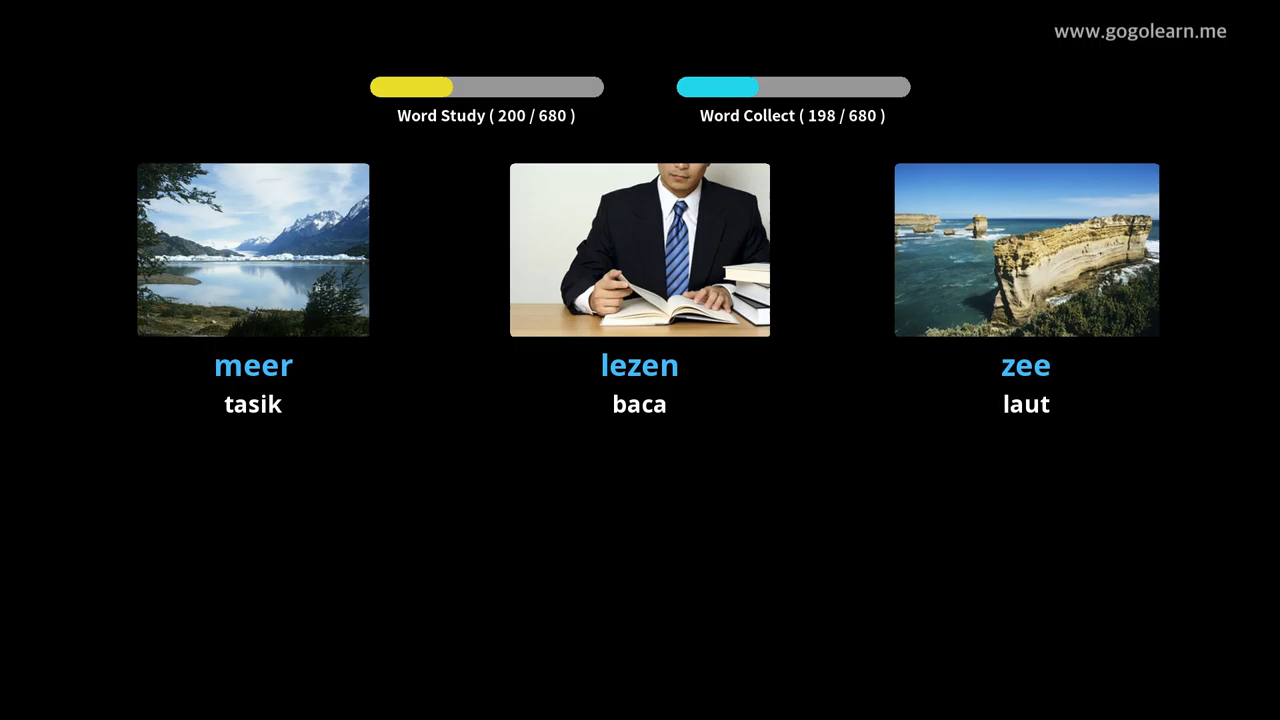 www.gogolearn.me
Word Study ( 200 / 680 )
Word Collect ( 198 / 680 )
meer
tasik
lezen
baca
zee
laut